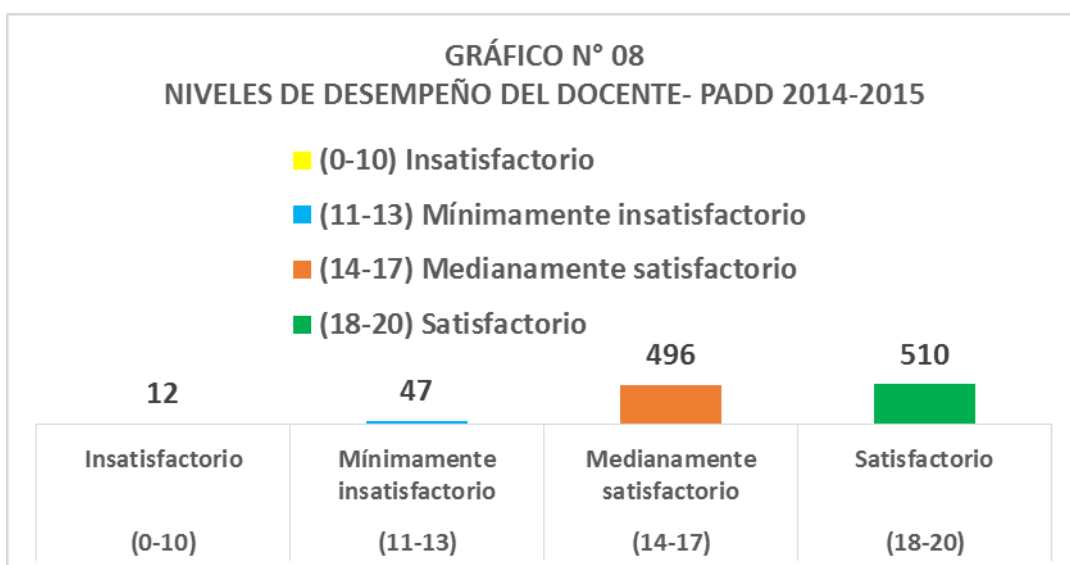 GRÁFICO N° 08
NIVELES DE DESEMPEÑO DEL DOCENTE- PADD 2014-2015
(0-10) Insatisfactorio
(11-13) Mínimamente insatisfactorio
(14-17) Medianamente satisfactorio
(18-20) Satisfactorio
12
47
496
510
Insatisfactorio
Mínimamente
insatisfactorio
Medianamente
satisfactorio
Satisfactorio
(0-10)
(11-13)
(14-17)
(18-20)